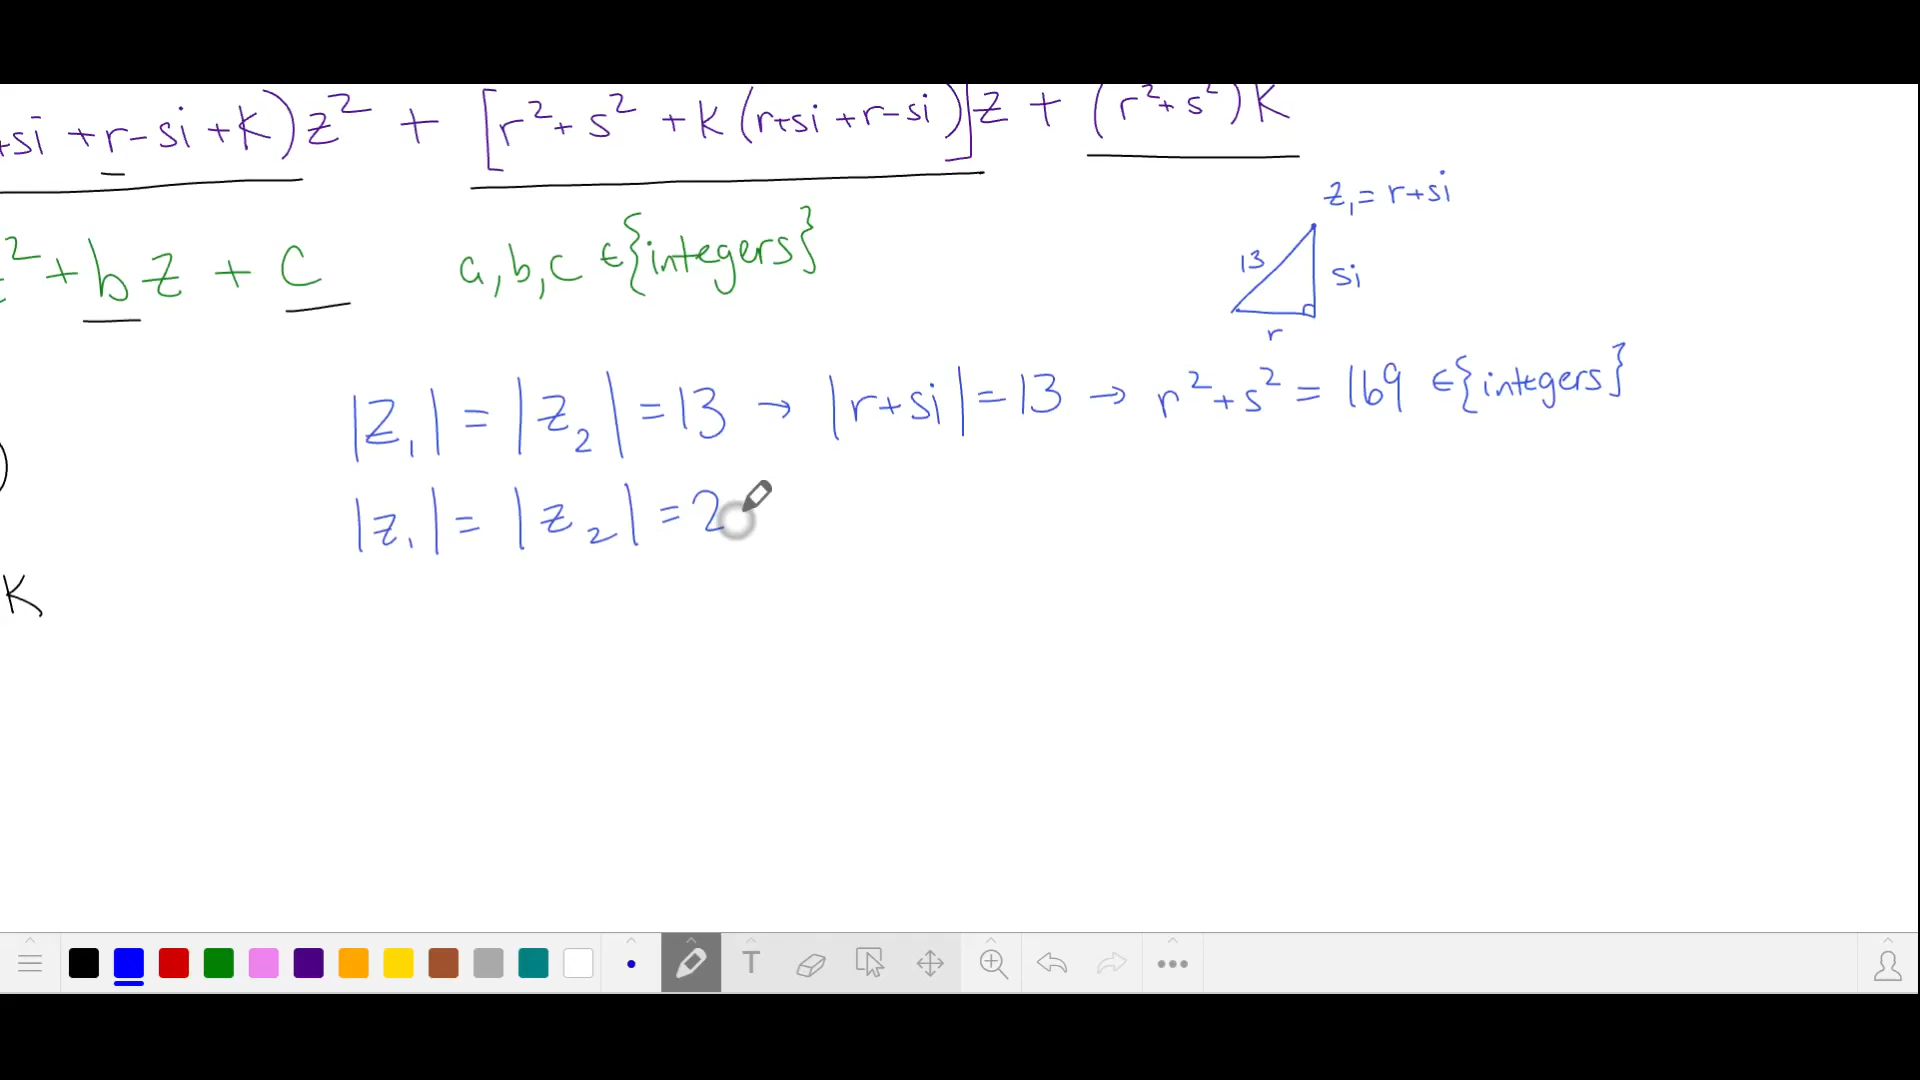 +si + r - si + K) z² + [r² + s² + K (r+si + r - si)] z + (r² + s²) K
z₁ = r+si
z² + bz + c a, b, c ∈ {integers}
13 si
r
|z₁| = |z₂| = 13 → |r+si| = 13 → r² + s² = 169 ∈ {integers}
|z₁| = |z₂| = 2
K
T